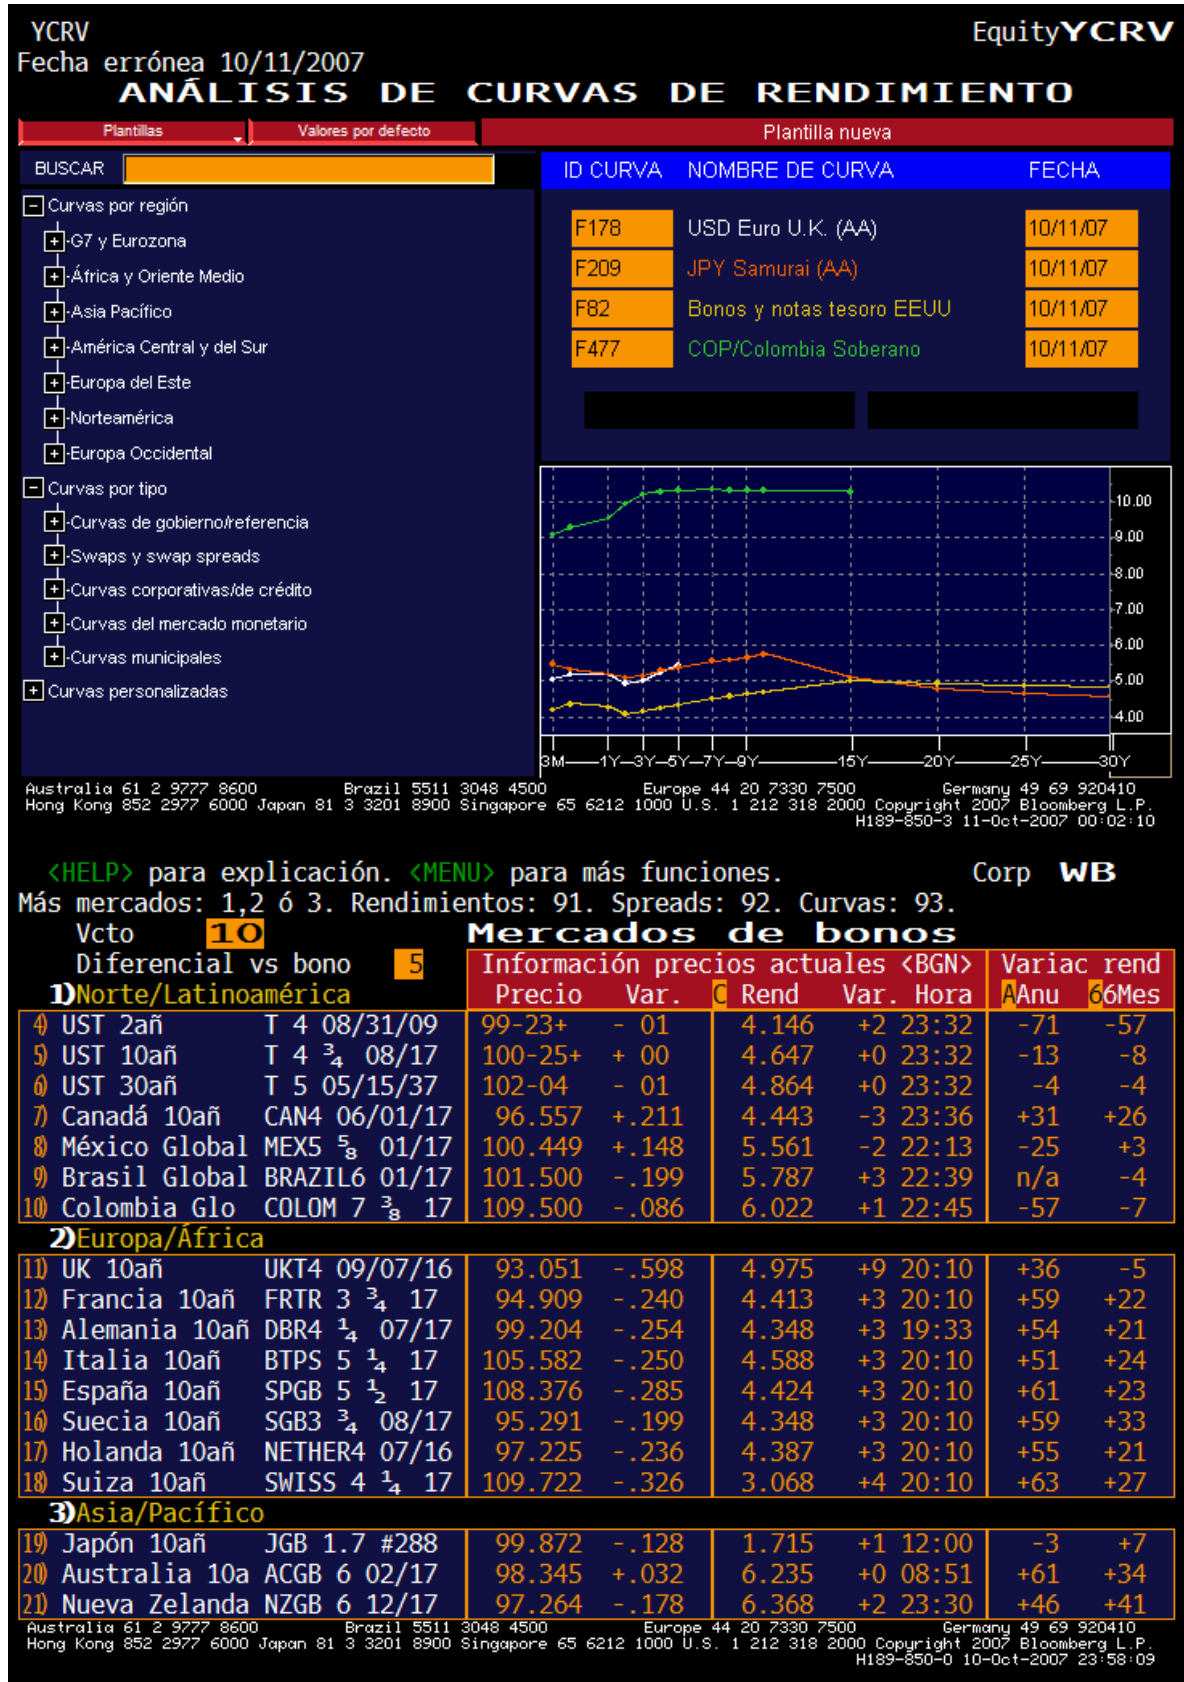 YCRV
EquityYCRV
Fecha errónea 10/11/2007
ANÁLISIS DE CURVAS DE RENDIMIENTO
Plantillas
Valores por defecto
Plantilla nueva
BUSCAR
ID CURVA NOMBRE DE CURVA FECHA
F178 USD Euro U.K. (AA) 10/11/07
F209 JPY Samurai (AA) 10/11/07
F82 Bonos y notas tesoro EEUU 10/11/07
F477 COP/Colombia Soberano 10/11/07
Curvas por región
G7 y Eurozona
África y Oriente Medio
Asia Pacífico
América Central y del Sur
Europa del Este
Norteamérica
Europa Occidental
Curvas por tipo
Curvas de gobierno/referencia
Swaps y swap spreads
Curvas corporativas/de crédito
Curvas del mercado monetario
Curvas municipales
Curvas personalizadas
10.00
9.00
8.00
7.00
6.00
5.00
4.00
3M 1Y 3Y 5Y 7Y 9Y 15Y 20Y 25Y 30Y
Australia 61 2 9777 8600 Brazil 5511 3048 4500 Europe 44 20 7330 7500 Germany 49 69 920410
Hong Kong 852 2977 6000 Japan 81 3 3201 8900 Singapore 65 6212 1000 U.S. 1 212 318 2000 Copyright 2007 Bloomberg L.P.
H189-850-3 11-Oct-2007 00:02:10
<HELP> para explicación. <MENU> para más funciones. Corp WB
Más mercados: 1,2 ó 3. Rendimientos: 91. Spreads: 92. Curvas: 93.
Vcto 10 Mercados de bonos
Diferencial vs bono 5 Información precios actuales <BGN> Variac rend
1)Norte/Latinoamérica Precio Var. C Rend Var. Hora AAnu 66Mes
4) UST 2añ T 4 08/31/09 99-23+ - 01 4.146 +2 23:32 -71 -57
5) UST 10añ T 4 ¾ 08/17 100-25+ + 00 4.647 +0 23:32 -13 -8
6) UST 30añ T 5 05/15/37 102-04 - 01 4.864 +0 23:32 -4 -4
7) Canadá 10añ CAN4 06/01/17 96.557 +.211 4.443 -3 23:36 +31 +26
8) México Global MEX5 ⅝ 01/17 100.449 +.148 5.561 -2 22:13 -25 +3
9) Brasil Global BRAZIL6 01/17 101.500 -.199 5.787 +3 22:39 n/a -4
10) Colombia Glo COLOM 7 ⅜ 17 109.500 -.086 6.022 +1 22:45 -57 -7
2)Europa/África
11) UK 10añ UKT4 09/07/16 93.051 -.598 4.975 +9 20:10 +36 -5
12) Francia 10añ FRTR 3 ¾ 17 94.909 -.240 4.413 +3 20:10 +59 +22
13) Alemania 10añ DBR4 ¼ 07/17 99.204 -.254 4.348 +3 19:33 +54 +21
14) Italia 10añ BTPS 5 ¼ 17 105.582 -.250 4.588 +3 20:10 +51 +24
15) España 10añ SPGB 5 ½ 17 108.376 -.285 4.424 +3 20:10 +61 +23
16) Suecia 10añ SGB3 ¾ 08/17 95.291 -.199 4.348 +3 20:10 +59 +33
17) Holanda 10añ NETHER4 07/16 97.225 -.236 4.387 +3 20:10 +55 +21
18) Suiza 10añ SWISS 4 ¼ 17 109.722 -.326 3.068 +4 20:10 +63 +27
3)Asia/Pacífico
19) Japón 10añ JGB 1.7 #288 99.872 -.128 1.715 +1 12:00 -3 +7
20) Australia 10a ACGB 6 02/17 98.345 +.032 6.235 +0 08:51 +61 +34
21) Nueva Zelanda NZGB 6 12/17 97.264 -.178 6.368 +2 23:30 +46 +41
Australia 61 2 9777 8600 Brazil 5511 3048 4500 Europe 44 20 7330 7500 Germany 49 69 920410
Hong Kong 852 2977 6000 Japan 81 3 3201 8900 Singapore 65 6212 1000 U.S. 1 212 318 2000 Copyright 2007 Bloomberg L.P.
H189-850-0 10-Oct-2007 23:58:09